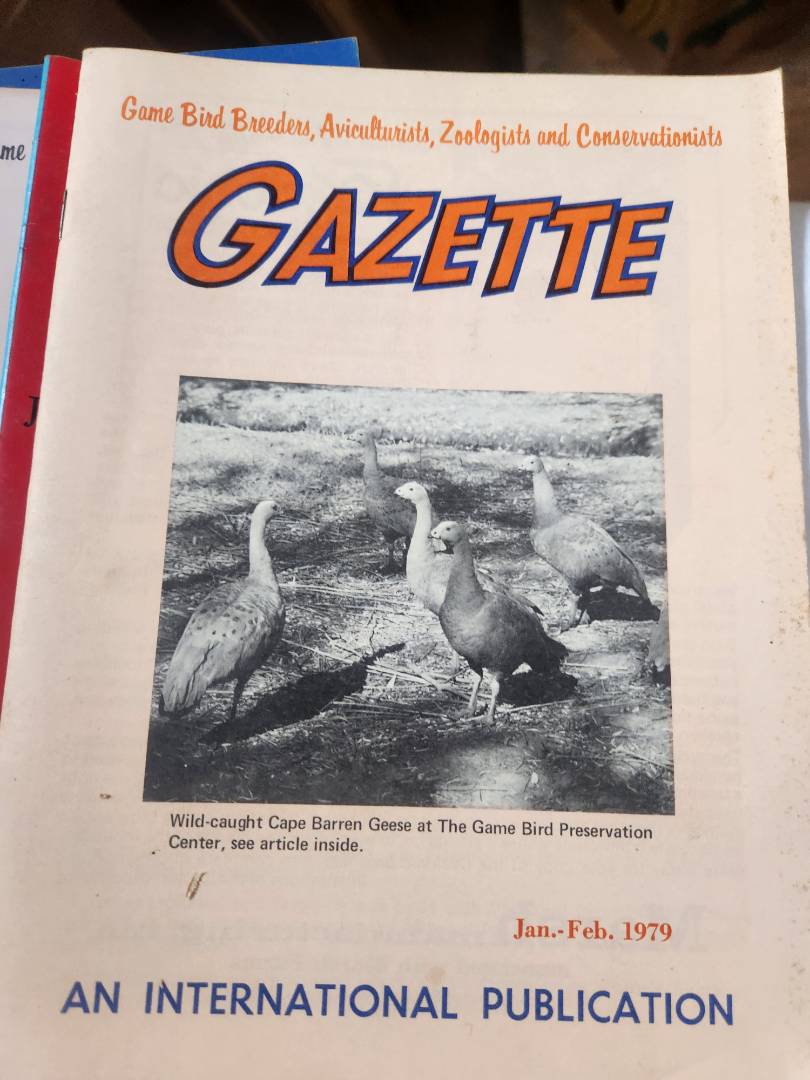 Game Bird Breeders, Aviculturists, Zoologists and Conservationists
GAZETTE
Wild-caught Cape Barren Geese at The Game Bird Preservation
Center, see article inside.
Jan.-Feb. 1979
AN INTERNATIONAL PUBLICATION
me
J